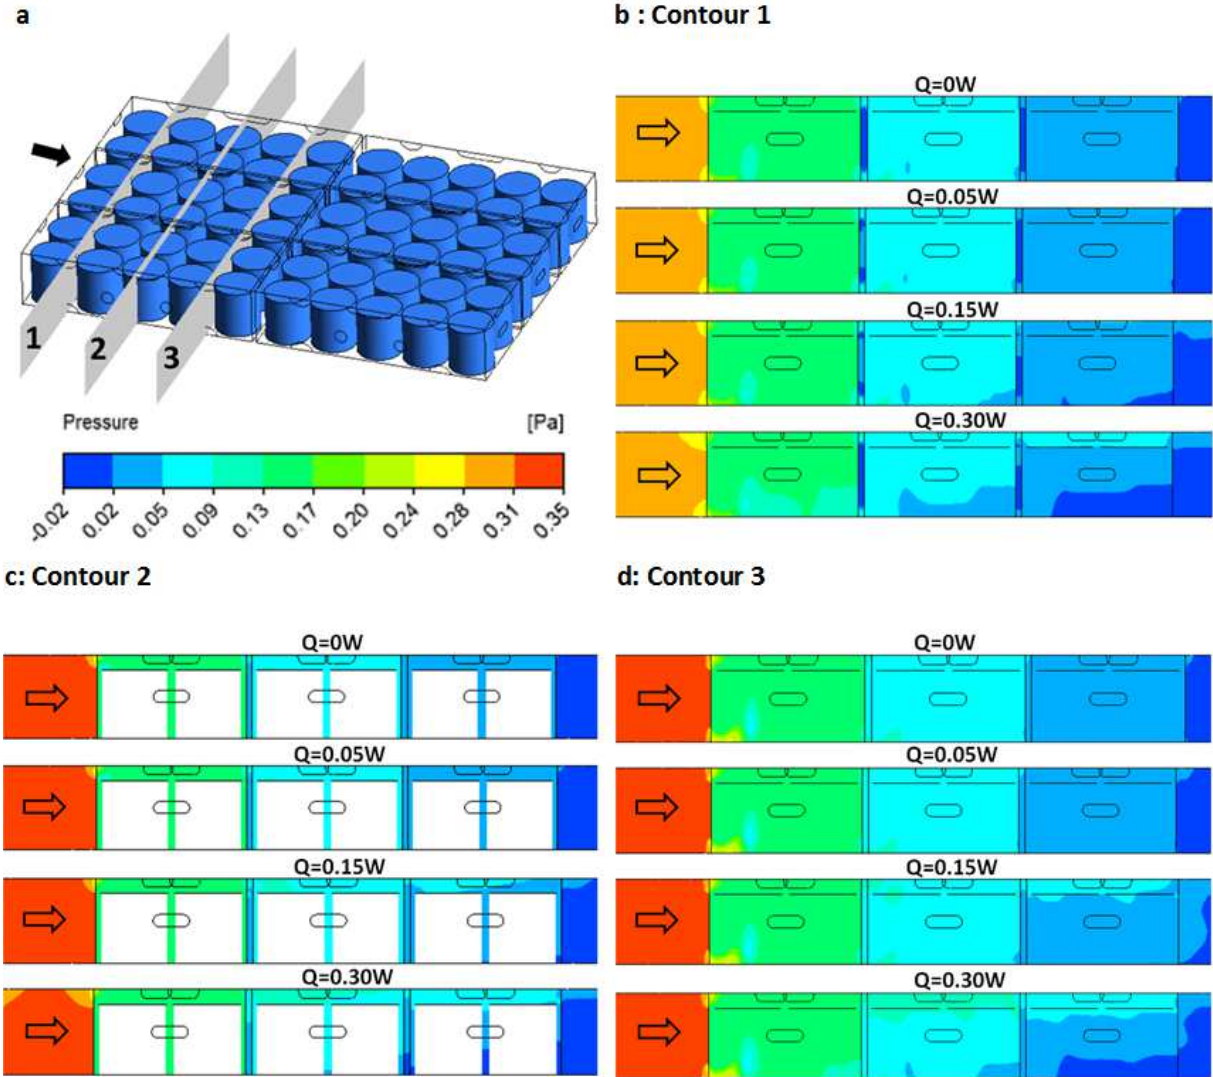 a
1
2
3
Pressure [Pa]
-0.02 0.02 0.05 0.09 0.13 0.17 0.20 0.24 0.28 0.31 0.35
b : Contour 1
Q=0W
Q=0.05W
Q=0.15W
Q=0.30W
c: Contour 2
Q=0W
Q=0.05W
Q=0.15W
Q=0.30W
d: Contour 3
Q=0W
Q=0.05W
Q=0.15W
Q=0.30W